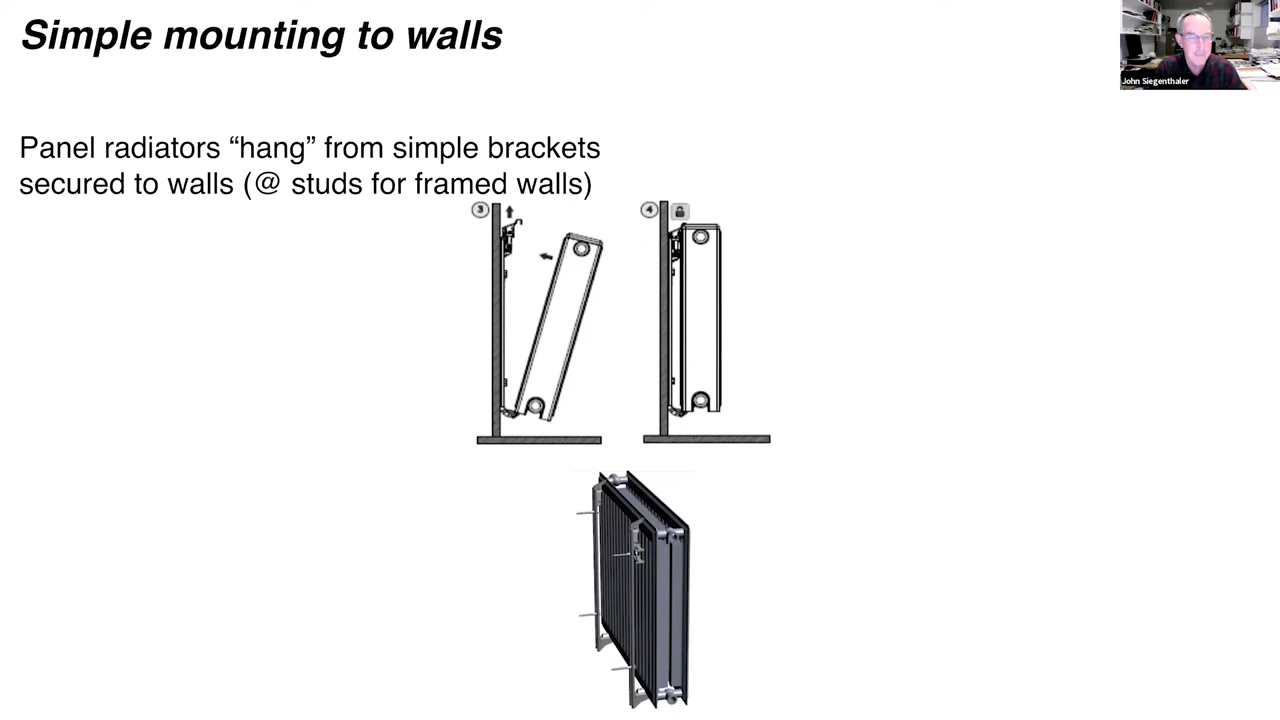 Simple mounting to walls
John Siegenthaler
Panel radiators “hang” from simple brackets
secured to walls (@ studs for framed walls)
3
4